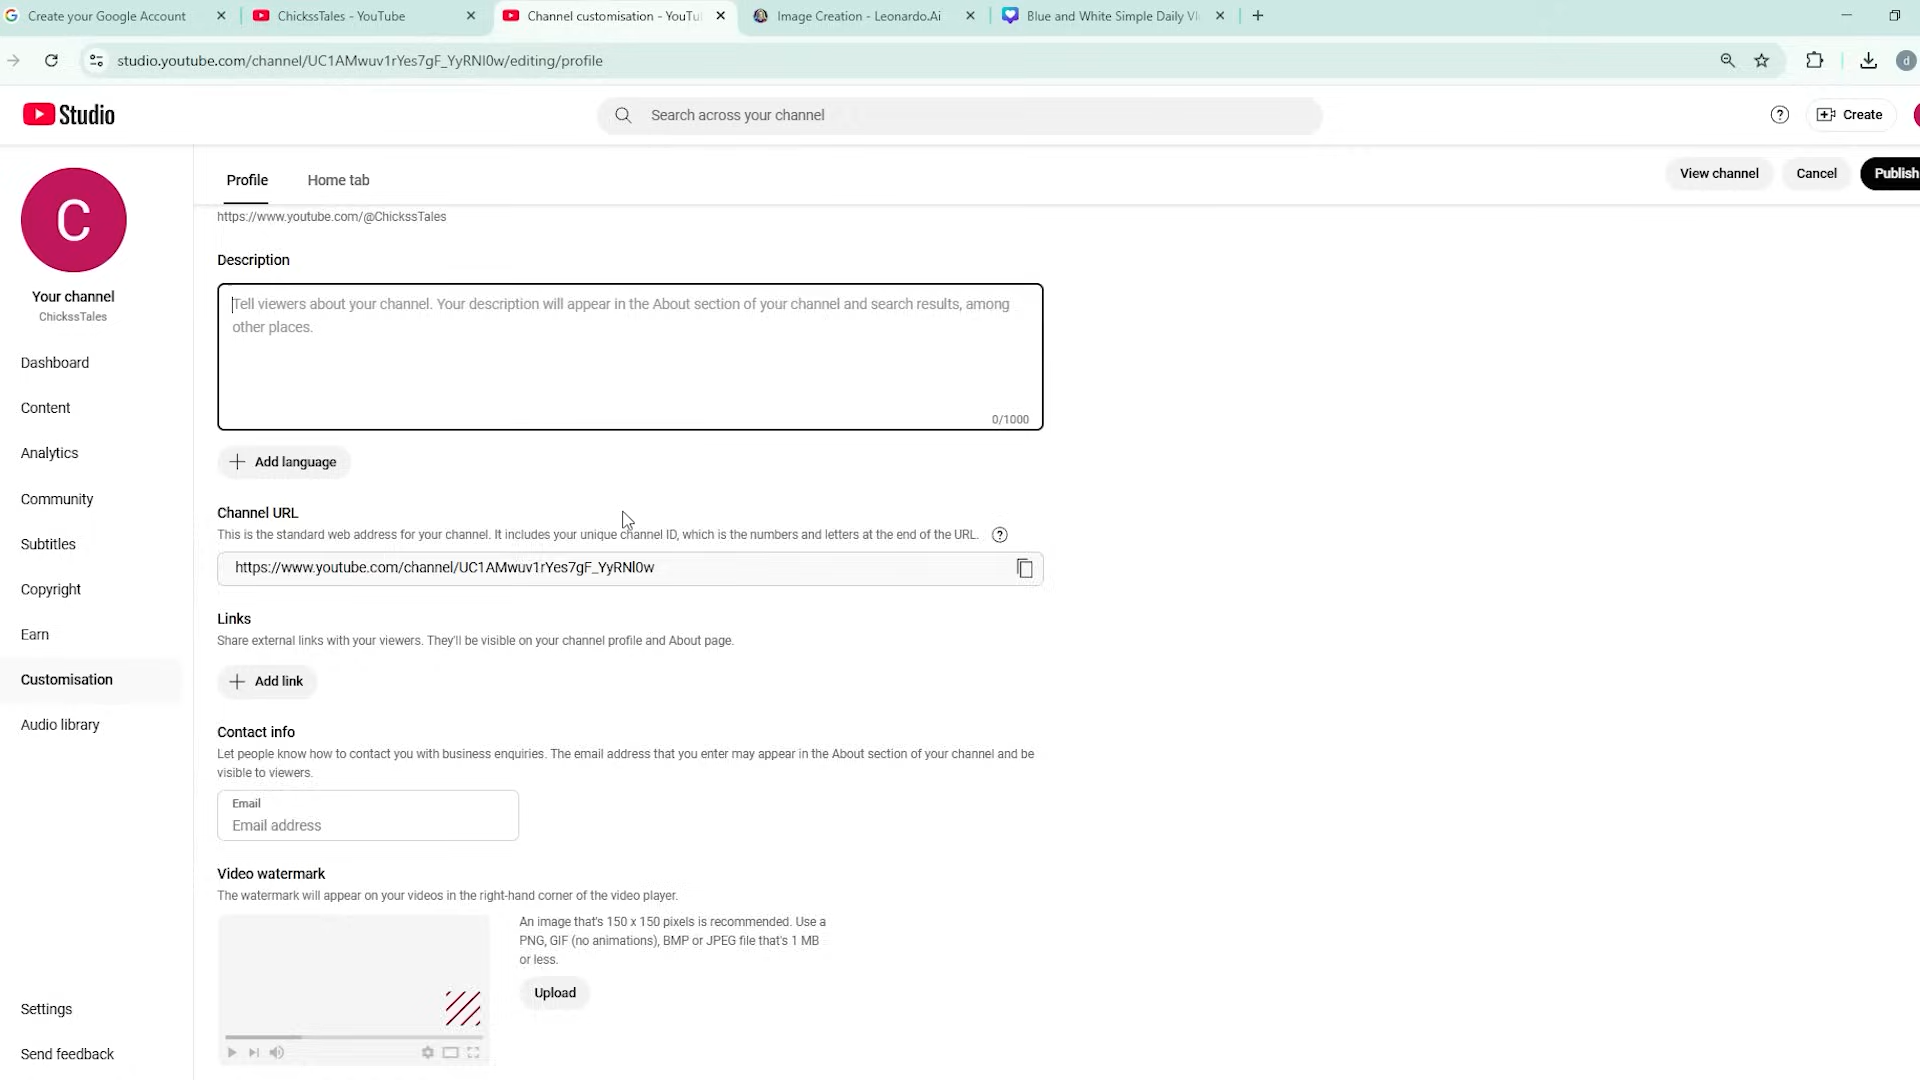 Create your Google Account
ChickssTales - YouTube
Channel customisation - YouTu
Image Creation - Leonardo.Ai
Blue and White Simple Daily Vl
studio.youtube.com/channel/UC1AMwuv1rYes7gF_YyRNl0w/editing/profile
d
Studio
Search across your channel
Create
C
Your channel
ChickssTales
Dashboard
Content
Analytics
Community
Subtitles
Copyright
Earn
Customisation
Audio library
Settings
Send feedback
Profile
Home tab
View channel
Cancel
Publish
https://www.youtube.com/@ChickssTales
Description
Tell viewers about your channel. Your description will appear in the About section of your channel and search results, among
other places.
0/1000
Add language
Channel URL
This is the standard web address for your channel. It includes your unique channel ID, which is the numbers and letters at the end of the URL.
https://www.youtube.com/channel/UC1AMwuv1rYes7gF_YyRNl0w
Links
Share external links with your viewers. They'll be visible on your channel profile and About page.
Add link
Contact info
Let people know how to contact you with business enquiries. The email address that you enter may appear in the About section of your channel and be
visible to viewers.
Email
Email address
Video watermark
The watermark will appear on your videos in the right-hand corner of the video player.
An image that's 150 x 150 pixels is recommended. Use a
PNG, GIF (no animations), BMP or JPEG file that's 1 MB
or less.
Upload